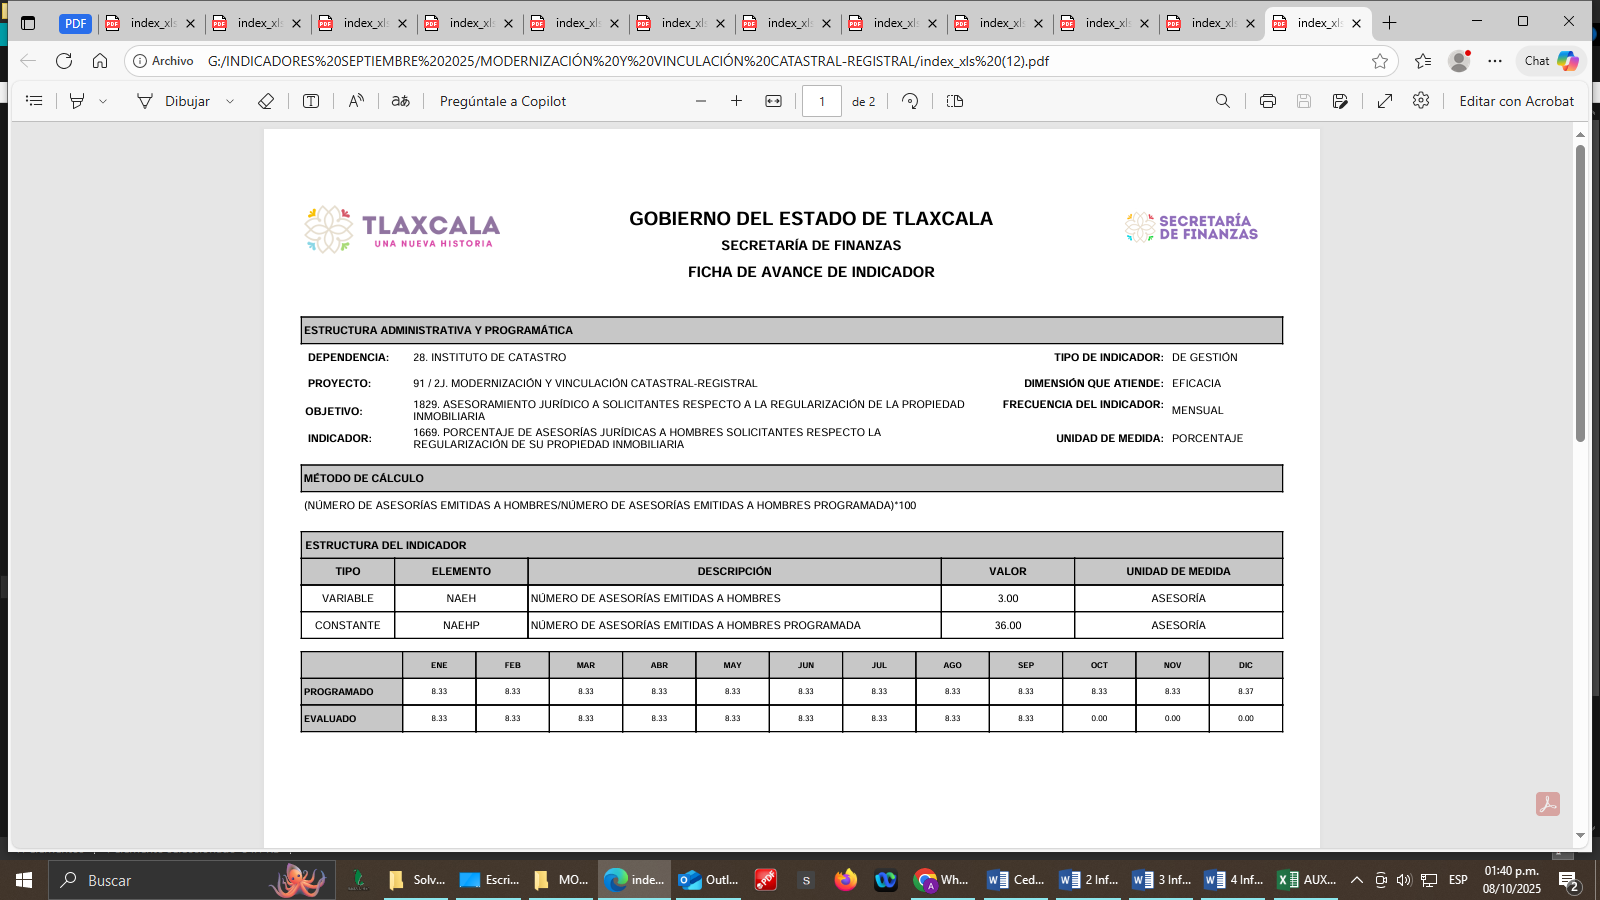 PDF index_xls index_xls index_xls index_xls index_xls index_xls index_xls index_xls index_xls index_xls index_xls index_xls
Archivo G:/INDICADORES%20SEPTIEMBRE%202025/MODERNIZACIÓN%20Y%20VINCULACIÓN%20CATASTRAL-REGISTRAL/index_xls%20(12).pdf Chat
Dibujar Pregúntale a Copilot 1 de 2 Editar con Acrobat
TLAXCALA
UNA NUEVA HISTORIA
GOBIERNO DEL ESTADO DE TLAXCALA
SECRETARÍA DE FINANZAS
FICHA DE AVANCE DE INDICADOR
SECRETARÍA
DE FINANZAS
ESTRUCTURA ADMINISTRATIVA Y PROGRAMÁTICA
DEPENDENCIA: 28. INSTITUTO DE CATASTRO TIPO DE INDICADOR: DE GESTIÓN
PROYECTO: 91 / 2J. MODERNIZACIÓN Y VINCULACIÓN CATASTRAL-REGISTRAL DIMENSIÓN QUE ATIENDE: EFICACIA
OBJETIVO: 1829. ASESORAMIENTO JURÍDICO A SOLICITANTES RESPECTO A LA REGULARIZACIÓN DE LA PROPIEDAD
INMOBILIARIA FRECUENCIA DEL INDICADOR: MENSUAL
INDICADOR: 1669. PORCENTAJE DE ASESORÍAS JURÍDICAS A HOMBRES SOLICITANTES RESPECTO LA
REGULARIZACIÓN DE SU PROPIEDAD INMOBILIARIA UNIDAD DE MEDIDA: PORCENTAJE
MÉTODO DE CÁLCULO
(NÚMERO DE ASESORÍAS EMITIDAS A HOMBRES/NÚMERO DE ASESORÍAS EMITIDAS A HOMBRES PROGRAMADA)*100
ESTRUCTURA DEL INDICADOR
TIPO ELEMENTO DESCRIPCIÓN VALOR UNIDAD DE MEDIDA
VARIABLE NAEH NÚMERO DE ASESORÍAS EMITIDAS A HOMBRES 3.00 ASESORÍA
CONSTANTE NAEHP NÚMERO DE ASESORÍAS EMITIDAS A HOMBRES PROGRAMADA 36.00 ASESORÍA
ENE FEB MAR ABR MAY JUN JUL AGO SEP OCT NOV DIC
PROGRAMADO 8.33 8.33 8.33 8.33 8.33 8.33 8.33 8.33 8.33 8.33 8.33 8.37
EVALUADO 8.33 8.33 8.33 8.33 8.33 8.33 8.33 8.33 8.33 0.00 0.00 0.00
Buscar Solv... Escri... MO... inde... Outl... Wh... Ced... 2 Inf... 3 Inf... 4 Inf... AUX... ESP 01:40 p.m.
08/10/2025 2